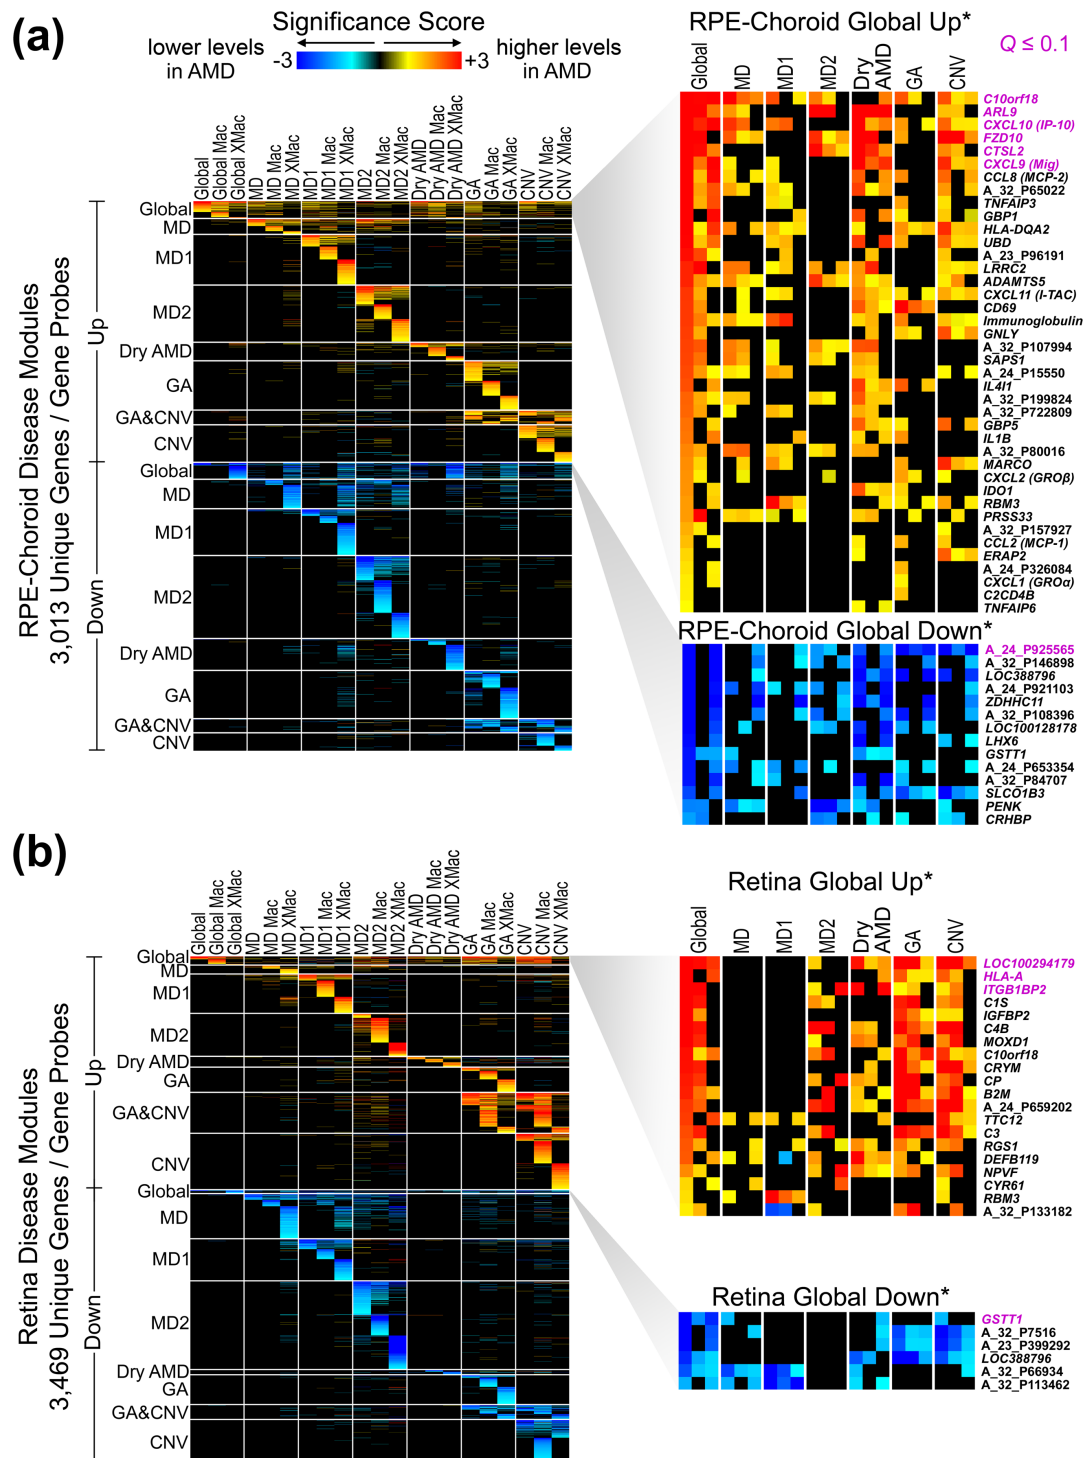 (a)
Significance Score
lower levels
in AMD
-3
+3
higher levels
in AMD
RPE-Choroid Global Up*
Q ≤ 0.1
Global
MD
MD1
MD2
Dry
AMD
GA
CNV
C10orf18
ARL9
CXCL10 (IP-10)
FZD10
CTSL2
CXCL9 (Mig)
CCL8 (MCP-2)
A_32_P65022
TNFAIP3
GBP1
HLA-DQA2
UBD
A_23_P96191
LRRC2
ADAMTS5
CXCL11 (I-TAC)
CD69
Immunoglobulin
GNLY
A_32_P107994
SAPS1
A_24_P15550
IL4I1
A_32_P199824
A_32_P722809
GBP5
IL1B
A_32_P80016
MARCO
CXCL2 (GROβ)
IDO1
RBM3
PRSS33
A_32_P157927
CCL2 (MCP-1)
ERAP2
A_24_P326084
CXCL1 (GROα)
C2CD4B
TNFAIP6
Global
Global Mac
Global XMac
MD
MD Mac
MD XMac
MD1
MD1 Mac
MD1 XMac
MD2
MD2 Mac
MD2 XMac
Dry AMD
Dry AMD Mac
Dry AMD XMac
GA
GA Mac
GA XMac
CNV
CNV Mac
CNV XMac
RPE-Choroid Disease Modules
3,013 Unique Genes / Gene Probes
Up
Global
MD
MD1
MD2
Dry AMD
GA
GA&CNV
CNV
Down
Global
MD
MD1
MD2
Dry AMD
GA
GA&CNV
CNV
RPE-Choroid Global Down*
A_24_P925565
A_32_P146898
LOC388796
A_24_P921103
ZDHHC11
A_32_P108396
LOC100128178
LHX6
GSTT1
A_24_P653354
A_32_P84707
SLCO1B3
PENK
CRHBP
(b)
Global
Global Mac
Global XMac
MD
MD Mac
MD XMac
MD1
MD1 Mac
MD1 XMac
MD2
MD2 Mac
MD2 XMac
Dry AMD
Dry AMD Mac
Dry AMD XMac
GA
GA Mac
GA XMac
CNV
CNV Mac
CNV XMac
Retina Disease Modules
3,469 Unique Genes / Gene Probes
Up
Global
MD
MD1
MD2
Dry AMD
GA
GA&CNV
CNV
Down
Global
MD
MD1
MD2
Dry AMD
GA
GA&CNV
CNV
Retina Global Up*
Global
MD
MD1
MD2
Dry
AMD
GA
CNV
LOC100294179
HLA-A
ITGB1BP2
C1S
IGFBP2
C4B
MOXD1
C10orf18
CRYM
CP
B2M
A_24_P659202
TTC12
C3
RGS1
DEFB119
NPVF
CYR61
RBM3
A_32_P133182
Retina Global Down*
GSTT1
A_32_P7516
A_23_P399292
LOC388796
A_32_P66934
A_32_P113462